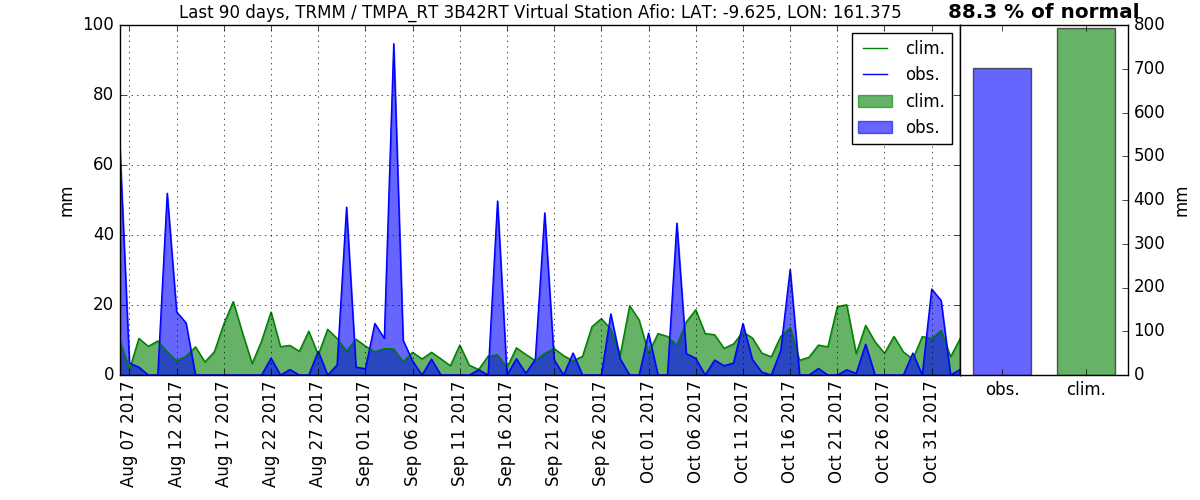 Last 90 days, TRMM / TMPA_RT 3B42RT Virtual Station Afio: LAT: -9.625, LON: 161.375
88.3 % of normal
100
80
60
40
20
0
mm
clim.
obs.
clim.
obs.
800
700
600
500
400
300
200
100
0
mm
obs.
clim.
Aug 07 2017
Aug 12 2017
Aug 17 2017
Aug 22 2017
Aug 27 2017
Sep 01 2017
Sep 06 2017
Sep 11 2017
Sep 16 2017
Sep 21 2017
Sep 26 2017
Oct 01 2017
Oct 06 2017
Oct 11 2017
Oct 16 2017
Oct 21 2017
Oct 26 2017
Oct 31 2017